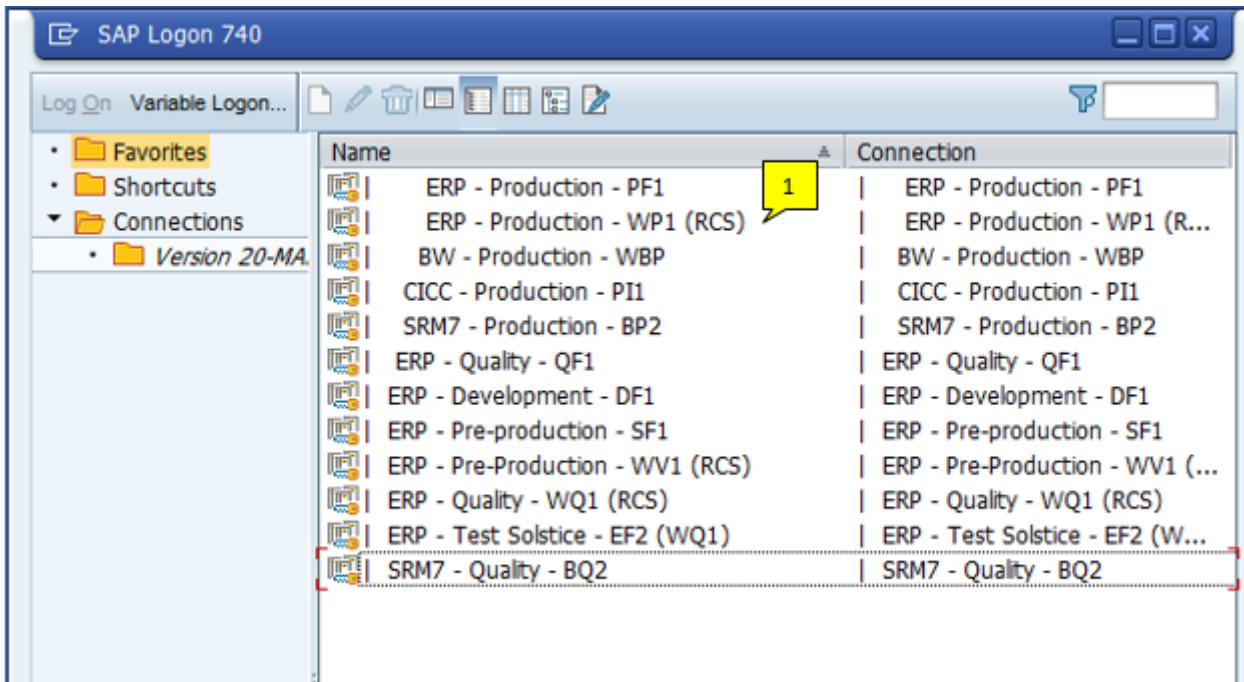 SAP Logon 740
Log On Variable Logon...
Favorites
Shortcuts
Connections
Version 20-MA.
Name Connection
| ERP - Production - PF1 | ERP - Production - PF1
1
| ERP - Production - WP1 (RCS) | ERP - Production - WP1 (R...
| BW - Production - WBP | BW - Production - WBP
| CICC - Production - PI1 | CICC - Production - PI1
| SRM7 - Production - BP2 | SRM7 - Production - BP2
| ERP - Quality - QF1 | ERP - Quality - QF1
| ERP - Development - DF1 | ERP - Development - DF1
| ERP - Pre-production - SF1 | ERP - Pre-production - SF1
| ERP - Pre-Production - WV1 (RCS) | ERP - Pre-Production - WV1 (...
| ERP - Quality - WQ1 (RCS) | ERP - Quality - WQ1 (RCS)
| ERP - Test Solstice - EF2 (WQ1) | ERP - Test Solstice - EF2 (W...
| SRM7 - Quality - BQ2 | SRM7 - Quality - BQ2